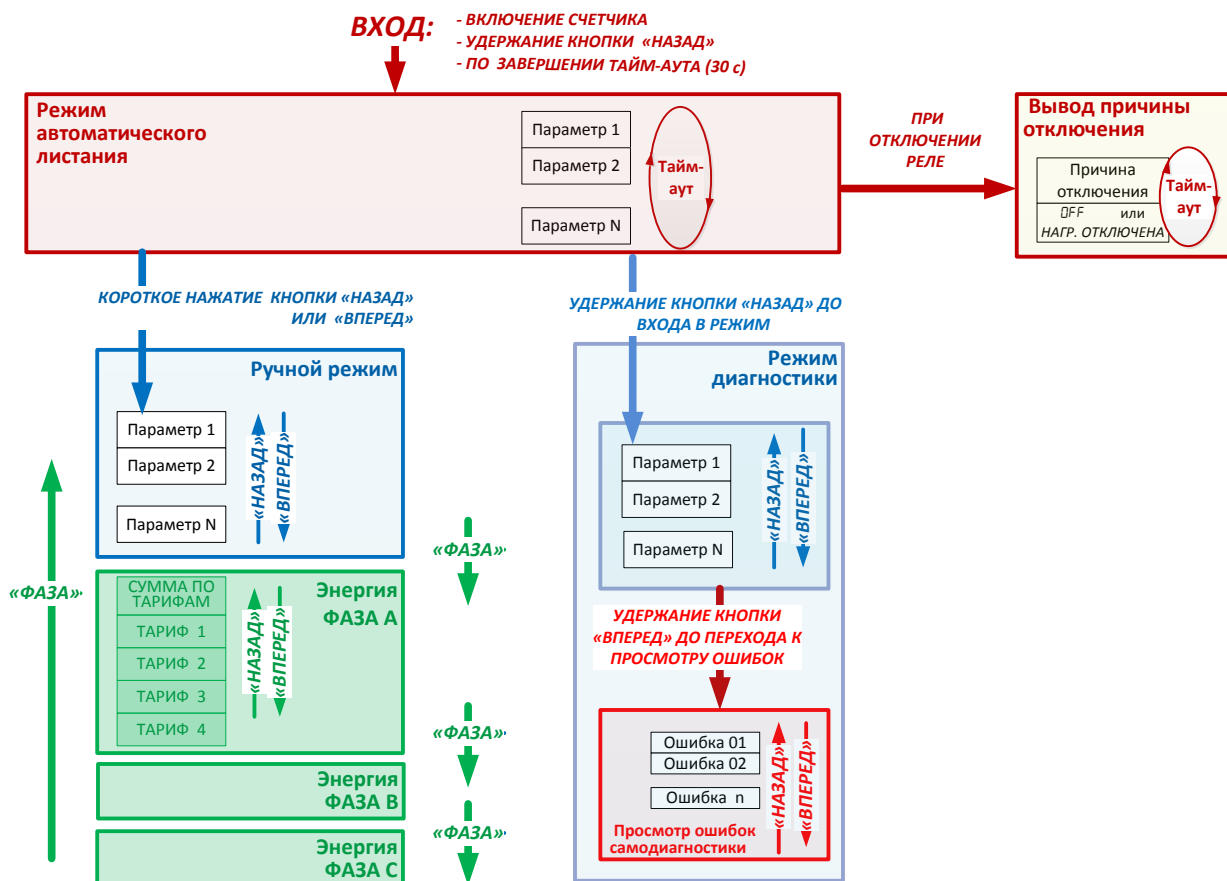 ВХОД:
- ВКЛЮЧЕНИЕ СЧЕТЧИКА
- УДЕРЖАНИЕ КНОПКИ «НАЗАД»
- ПО ЗАВЕРШЕНИИ ТАЙМ-АУТА (30 с)
Режим
автоматического
листания
Параметр 1
Параметр 2
Параметр N
Тайм-
аут
ПРИ
ОТКЛЮЧЕНИИ
РЕЛЕ
Вывод причины
отключения
Причина
отключения
OFF или
НАГР. ОТКЛЮЧЕНА
Тайм-
аут
КОРОТКОЕ НАЖАТИЕ КНОПКИ «НАЗАД»
ИЛИ «ВПЕРЕД»
УДЕРЖАНИЕ КНОПКИ «НАЗАД» ДО
ВХОДА В РЕЖИМ
Ручной режим
Параметр 1
Параметр 2
Параметр N
«НАЗАД»
«ВПЕРЕД»
«ФАЗА»
«ФАЗА»
Энергия
ФАЗА А
СУММА ПО
ТАРИФАМ
ТАРИФ 1
ТАРИФ 2
ТАРИФ 3
ТАРИФ 4
«НАЗАД»
«ВПЕРЕД»
«ФАЗА»
Энергия
ФАЗА В
«ФАЗА»
Энергия
ФАЗА С
Режим
диагностики
Параметр 1
Параметр 2
Параметр N
«НАЗАД»
«ВПЕРЕД»
УДЕРЖАНИЕ КНОПКИ
«ВПЕРЕД» ДО ПЕРЕХОДА К
ПРОСМОТРУ ОШИБОК
Ошибка 01
Ошибка 02
Ошибка n
«НАЗАД»
«ВПЕРЕД»
Просмотр ошибок
самодиагностики